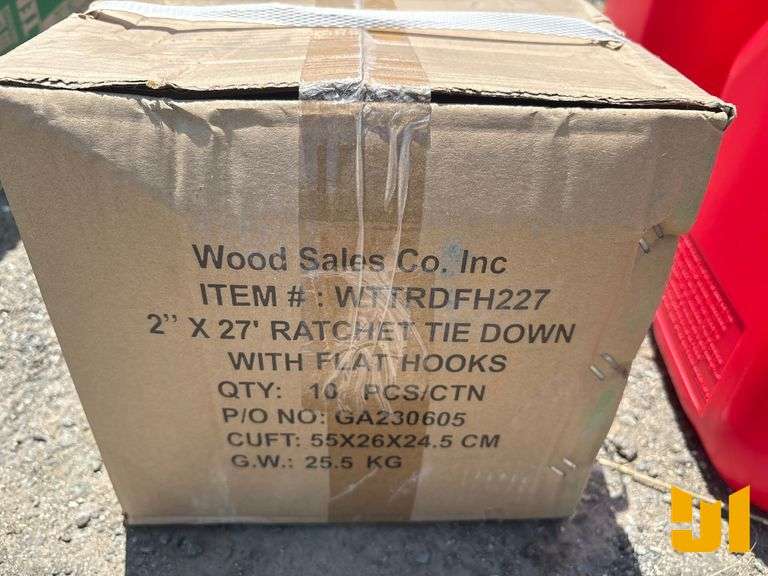 Wood Sales Co. Inc
ITEM # : WTTRDFH227
2" X 27' RATCHET TIE DOWN
WITH FLAT HOOKS
QTY: 10 PCS/CTN
P/O NO: GA230605
CUFT: 55X26X24.5 CM
G.W.: 25.5 KG